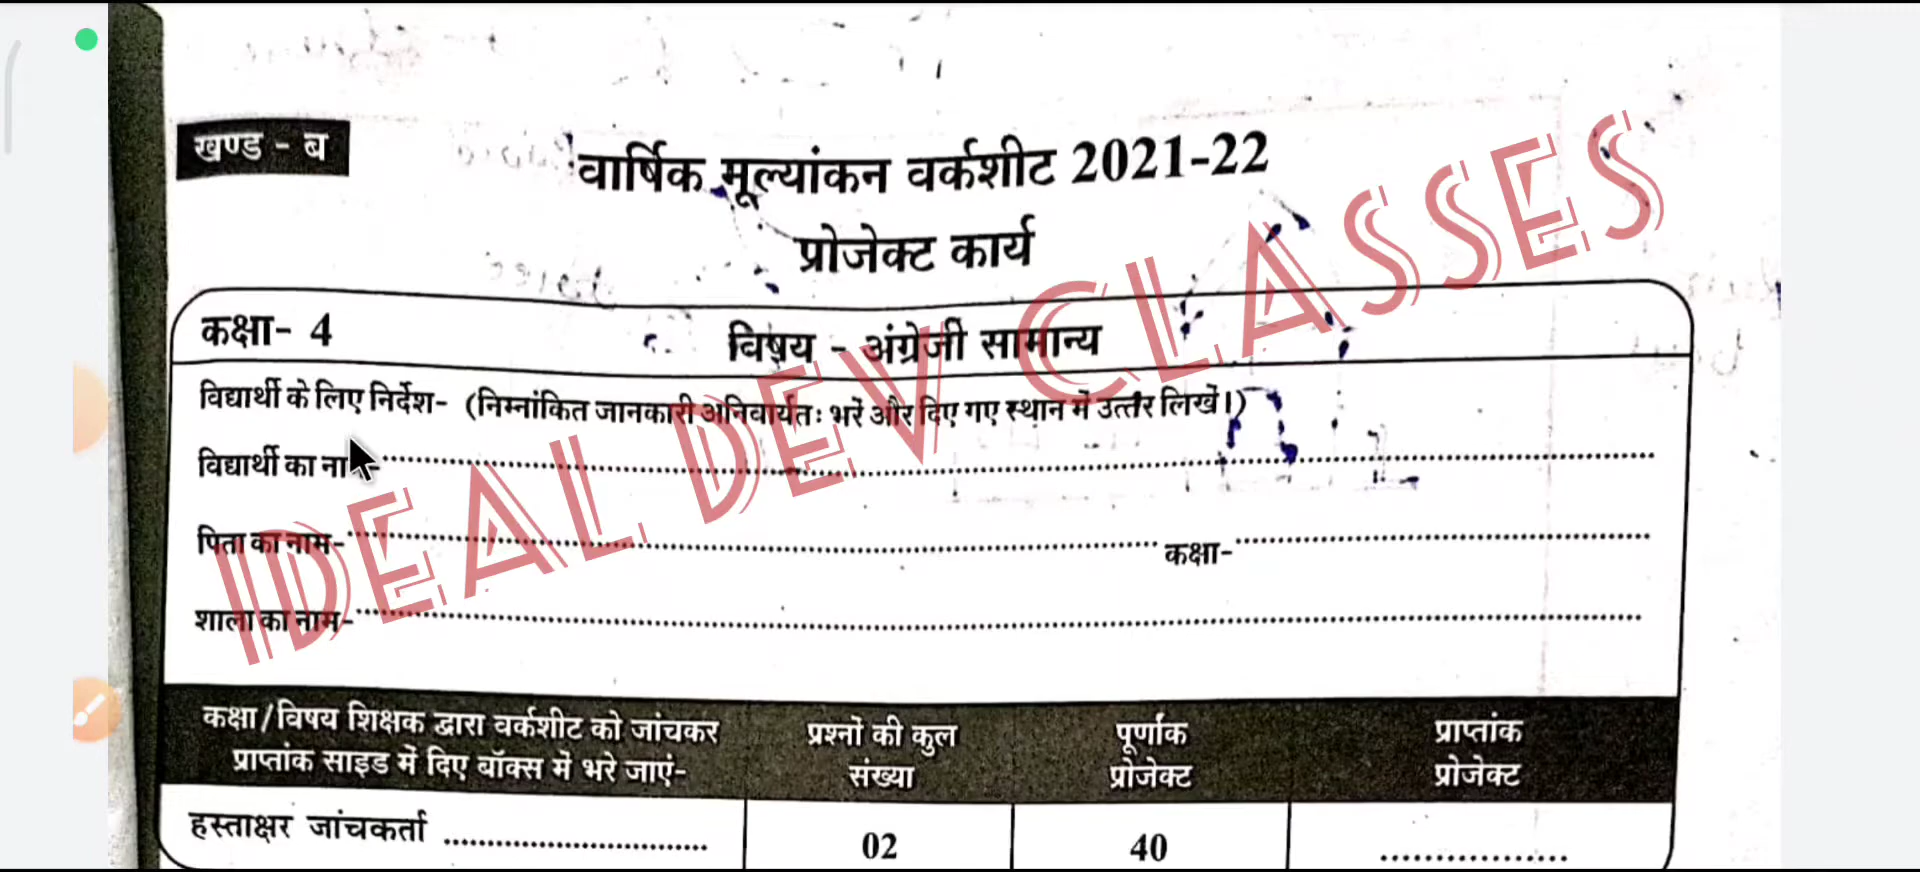 खण्ड - ब
वार्षिक मूल्यांकन वर्कशीट 2021-22
प्रोजेक्ट कार्य
कक्षा- 4
विषय - अंग्रेजी सामान्य
विद्यार्थी के लिए निर्देश- (निम्नांकित जानकारी अनिवार्यतः भरें और दिए गए स्थान में उत्तर लिखें।)
विद्यार्थी का ना
पिता का नाम-
कक्षा-
शाला का नाम-
IDEAL DEV CLASSES
कक्षा/विषय शिक्षक द्वारा वर्कशीट को जांचकर
प्राप्तांक साइड में दिए बॉक्स में भरे जाएं-
प्रश्नों की कुल
संख्या
पूर्णांक
प्रोजेक्ट
प्राप्तांक
प्रोजेक्ट
हस्ताक्षर जांचकर्ता ..............................
02
40
................